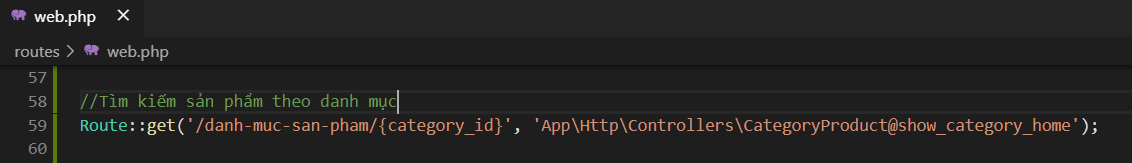 web.php
routes > web.php
57
58 //Tìm kiếm sản phẩm theo danh mục
59 Route::get('/danh-muc-san-pham/{category_id}', 'App\Http\Controllers\CategoryProduct@show_category_home');
60